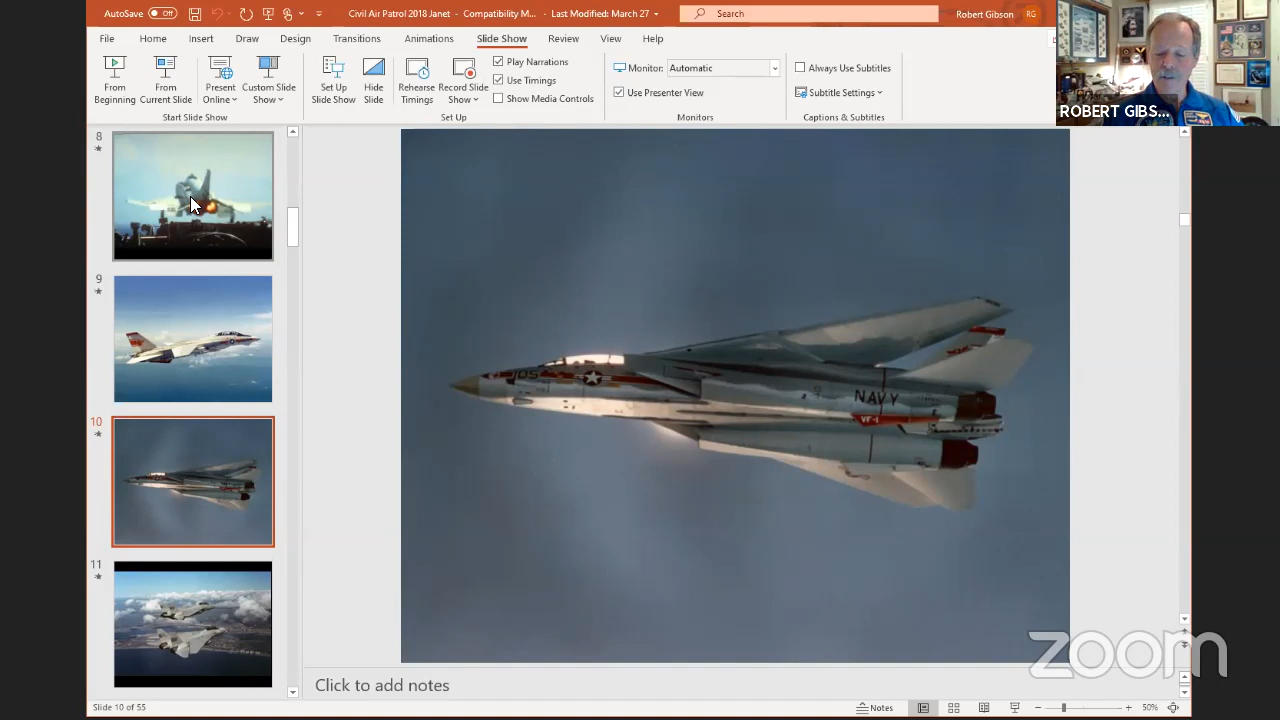 AutoSave Off Civil Air Patrol 2018 Janet - Compatibility M... - Last Modified: March 27 Search Robert Gibson RG
File Home Insert Draw Design Transitions Animations Slide Show Review View Help
From Beginning
From Current Slide
Present Online
Custom Slide Show
Start Slide Show
Set Up Slide Show
Hide Slide
Rehearse Timings
Record Slide Show
Play Narrations
Use Timings
Show Media Controls
Set Up
Monitor: Automatic
Use Presenter View
Monitors
Always Use Subtitles
Subtitle Settings
Captions & Subtitles
ROBERT GIBS...
8
9
10
11
105
NAVY
VF-1
zoom
Click to add notes
Slide 10 of 55 Notes 50%